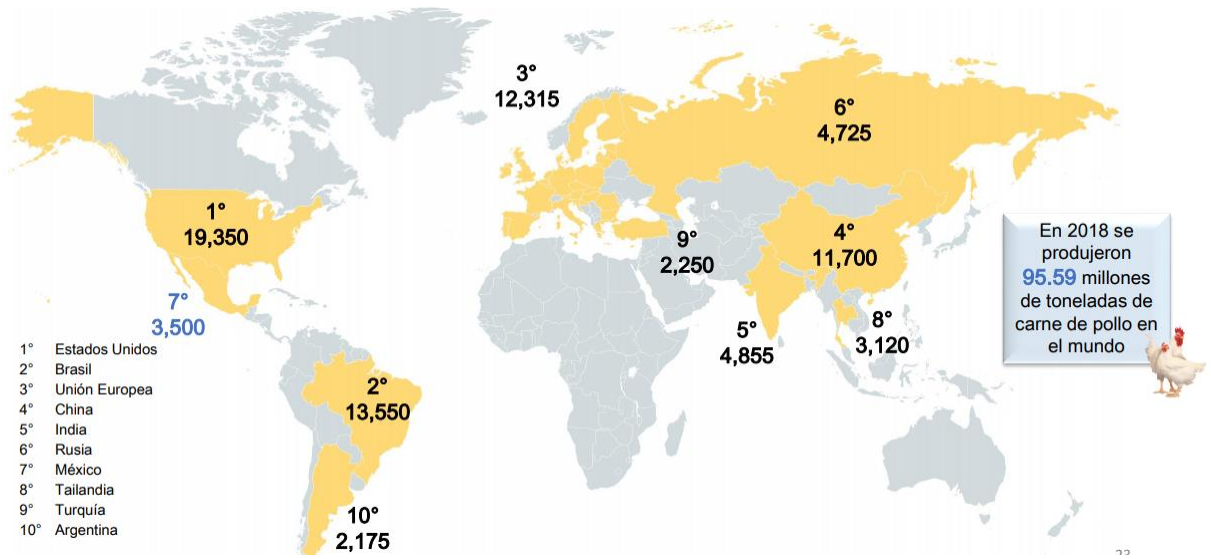 3°
12,315
6°
4,725
1°
19,350
9°
2,250
4°
11,700
7°
3,500
5°
4,855
8°
3,120
2°
13,550
10°
2,175
En 2018 se
produjeron
95.59 millones
de toneladas de
carne de pollo en
el mundo
1° Estados Unidos
2° Brasil
3° Unión Europea
4° China
5° India
6° Rusia
7° México
8° Tailandia
9° Turquía
10° Argentina